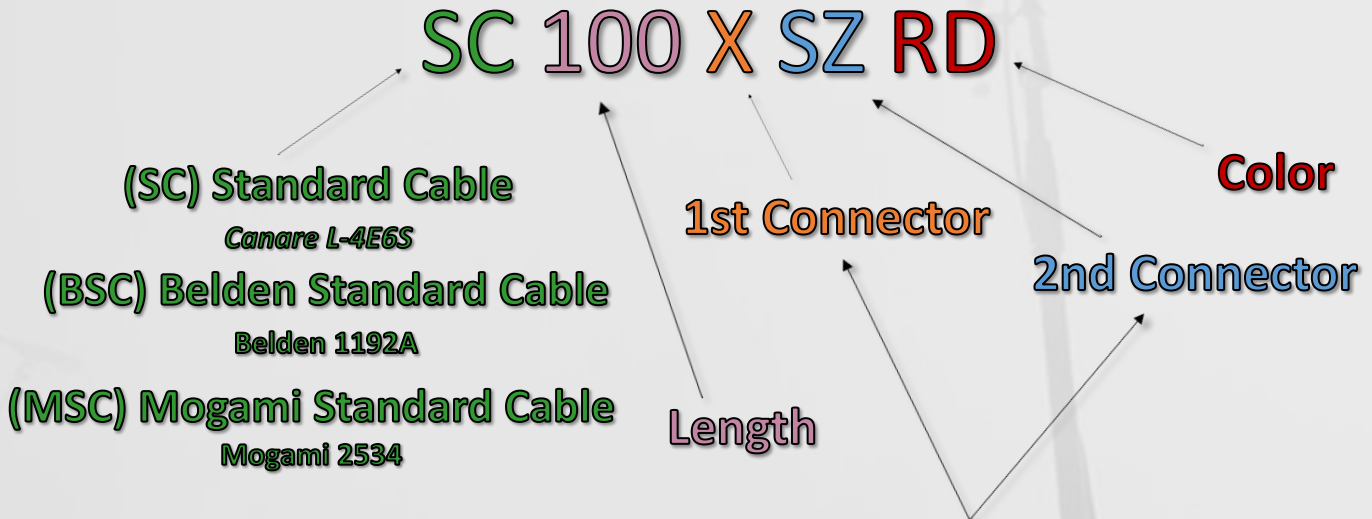 SC 100 X SZ RD
(SC) Standard Cable
Canare L-4E6S
(BSC) Belden Standard Cable
Belden 1192A
(MSC) Mogami Standard Cable
Mogami 2534
Length
1st Connector
2nd Connector
Color